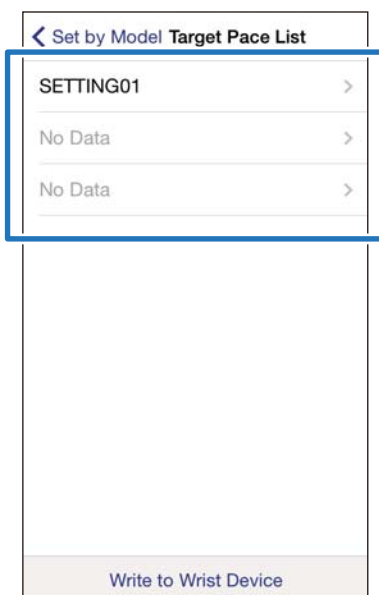 Set by Model Target Pace List
SETTING01
No Data
No Data
Write to Wrist Device